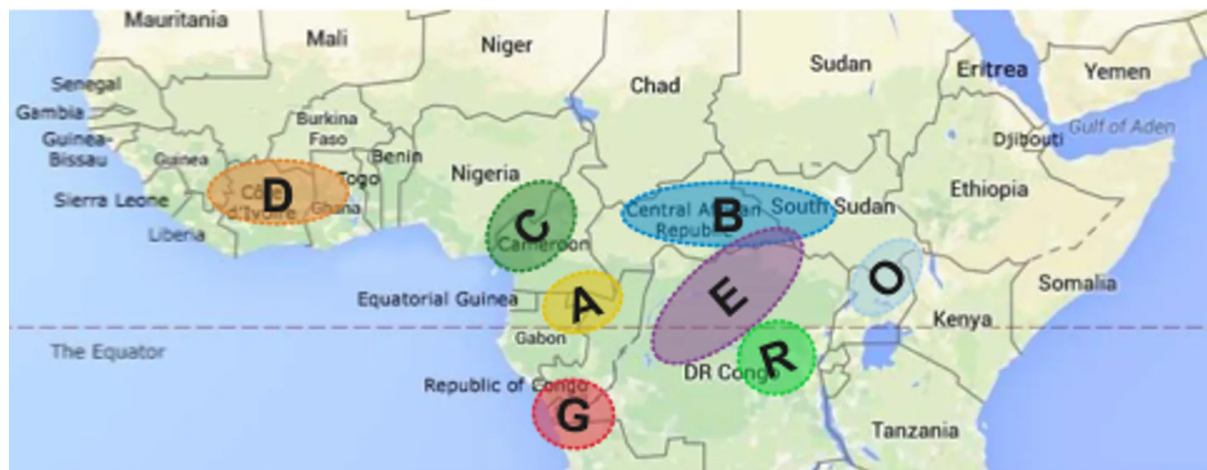 Mauritania
Mali
Niger
Chad
Sudan
Eritrea
Yemen
Senegal
Gambia
Guinea-
Bissau
Burkina
Faso
Djibouti
Gulf of Aden
Guinea
Benin
Nigeria
Togo
Ethiopia
D
Côte
d'Ivoire
Ghana
Sierra Leone
Liberia
C
Cameroon
B
Central African
Republic
South Sudan
Equatorial Guinea
A
E
O
Somalia
Kenya
Gabon
The Equator
R
DR Congo
Republic of Congo
G
Tanzania